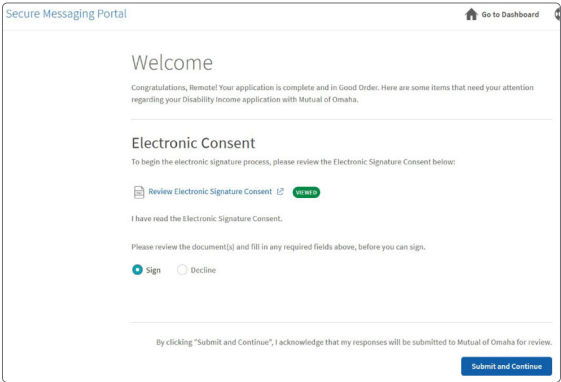 Secure Messaging Portal
Go to Dashboard
Welcome
Congratulations, Remote! Your application is complete and in Good Order. Here are some items that need your attention
regarding your Disability Income application with Mutual of Omaha.
Electronic Consent
To begin the electronic signature process, please review the Electronic Signature Consent below:
Review Electronic Signature Consent VIEWED
I have read the Electronic Signature Consent.
Please review the document(s) and fill in any required fields above, before you can sign.
Sign Decline
By clicking "Submit and Continue", I acknowledge that my responses will be submitted to Mutual of Omaha for review.
Submit and Continue